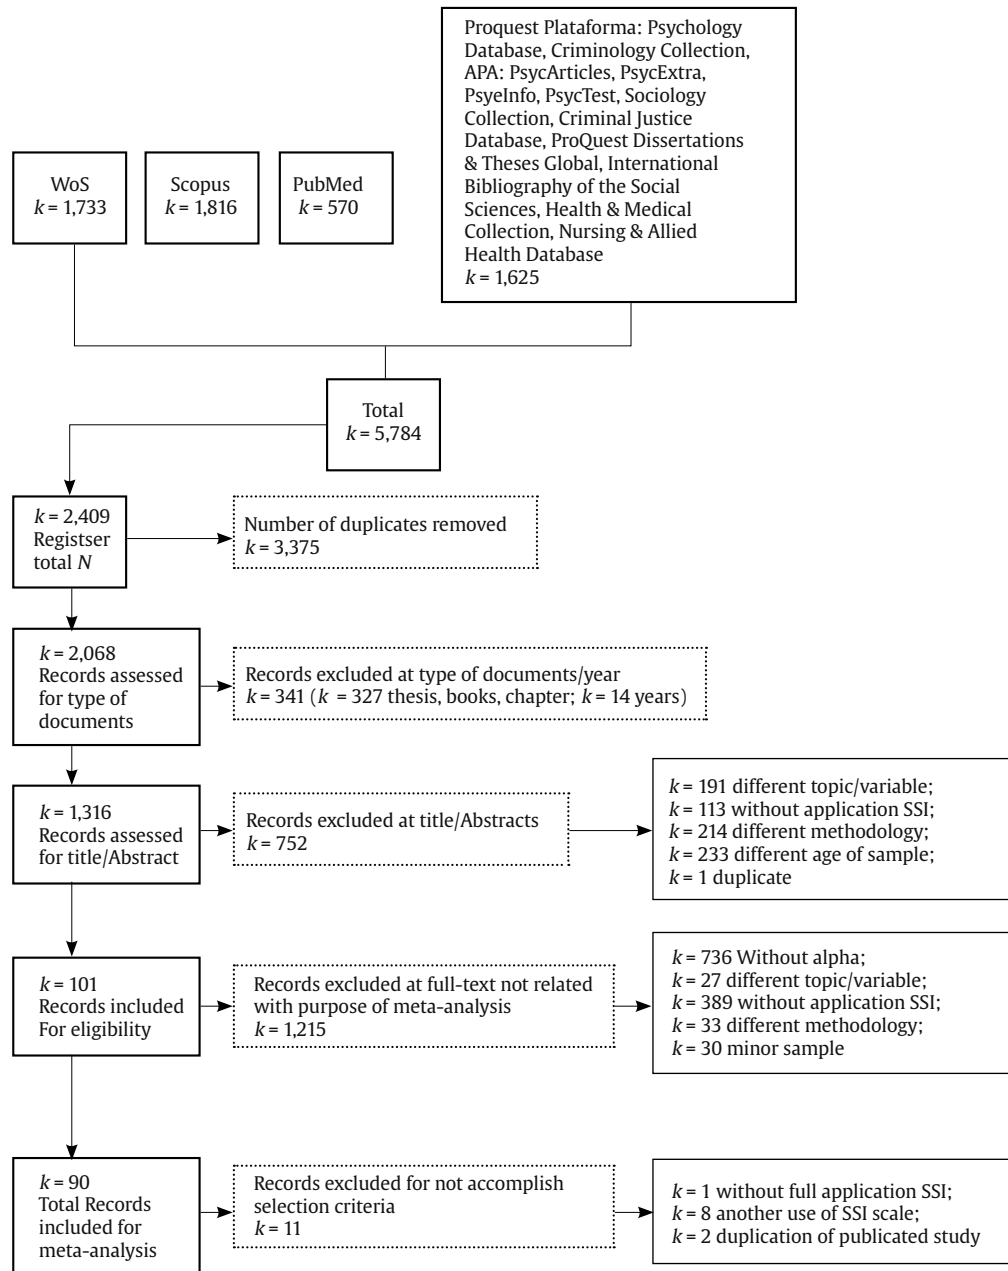 WoS
k = 1,733
Scopus
k = 1,816
PubMed
k = 570
Proquest Plataforma: Psychology
Database, Criminology Collection,
APA: PsycArticles, PsycExtra,
PsyeInfo, PsycTest, Sociology
Collection, Criminal Justice
Database, ProQuest Dissertations
& Theses Global, International
Bibliography of the Social
Sciences, Health & Medical
Collection, Nursing & Allied
Health Database
k = 1,625
Total
k = 5,784
k = 2,409
Registser
total N
Number of duplicates removed
k = 3,375
k = 2,068
Records assessed
for type of
documents
Records excluded at type of documents/year
k = 341 (k = 327 thesis, books, chapter; k = 14 years)
k = 1,316
Records assessed
for title/Abstract
Records excluded at title/Abstracts
k = 752
k = 191 different topic/variable;
k = 113 without application SSI;
k = 214 different methodology;
k = 233 different age of sample;
k = 1 duplicate
k = 101
Records included
For eligibility
Records excluded at full-text not related
with purpose of meta-analysis
k = 1,215
k = 736 Without alpha;
k = 27 different topic/variable;
k = 389 without application SSI;
k = 33 different methodology;
k = 30 minor sample
k = 90
Total Records
included for
meta-analysis
Records excluded for not accomplish
selection criteria
k = 11
k = 1 without full application SSI;
k = 8 another use of SSI scale;
k = 2 duplication of publicated study